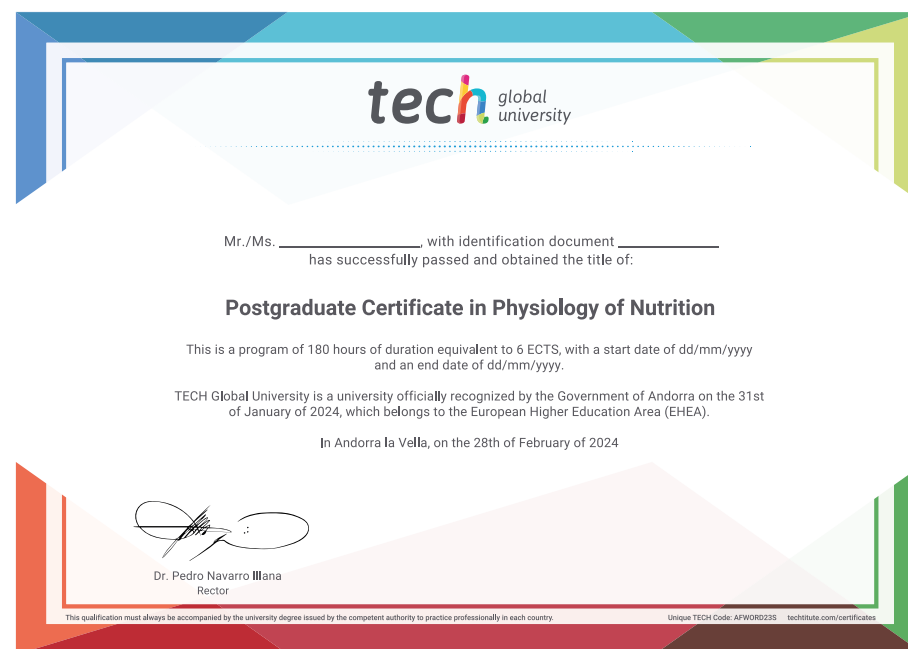 tech global university
Mr./Ms. ____________, with identification document ____________
has successfully passed and obtained the title of:
Postgraduate Certificate in Physiology of Nutrition
This is a program of 180 hours of duration equivalent to 6 ECTS, with a start date of dd/mm/yyyy
and an end date of dd/mm/yyyy.
TECH Global University is a university officially recognized by the Government of Andorra on the 31st
of January of 2024, which belongs to the European Higher Education Area (EHEA).
In Andorra la Vella, on the 28th of February of 2024
Dr. Pedro Navarro Illana
Rector
This qualification must always be accompanied by the university degree issued by the competent authority to practice professionally in each country.
Unique TECH Code: AFWORD23S techtitute.com/certificates